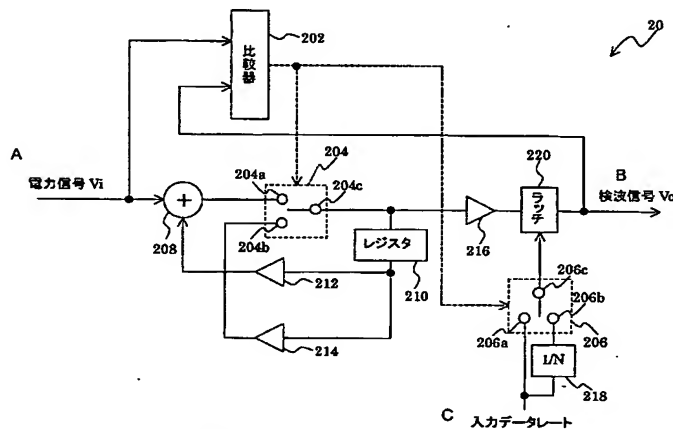 20
202
比較器
A
電力信号 Vi
204
204a
204c
204b
+
208
レジスタ
210
212
214
216
220
ラッチ
B
検波信号 Vo
206c
206b
206a
206
1/N
218
C
入力データレート